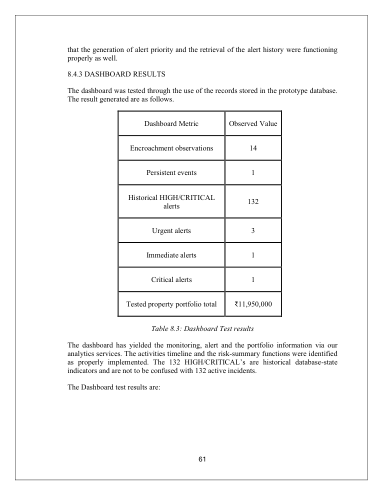 that the generation of alert priority and the retrieval of the alert history were functioning
properly as well.
8.4.3 DASHBOARD RESULTS
The dashboard was tested through the use of the records stored in the prototype database.
The result generated are as follows.
Dashboard Metric Observed Value
Encroachment observations 14
Persistent events 1
Historical HIGH/CRITICAL
alerts 132
Urgent alerts 3
Immediate alerts 1
Critical alerts 1
Tested property portfolio total ₹11,950,000
Table 8.3: Dashboard Test results
The dashboard has yielded the monitoring, alert and the portfolio information via our
analytics services. The activities timeline and the risk-summary functions were identified
as properly implemented. The 132 HIGH/CRITICAL's are historical database-state
indicators and are not to be confused with 132 active incidents.
The Dashboard test results are:
61